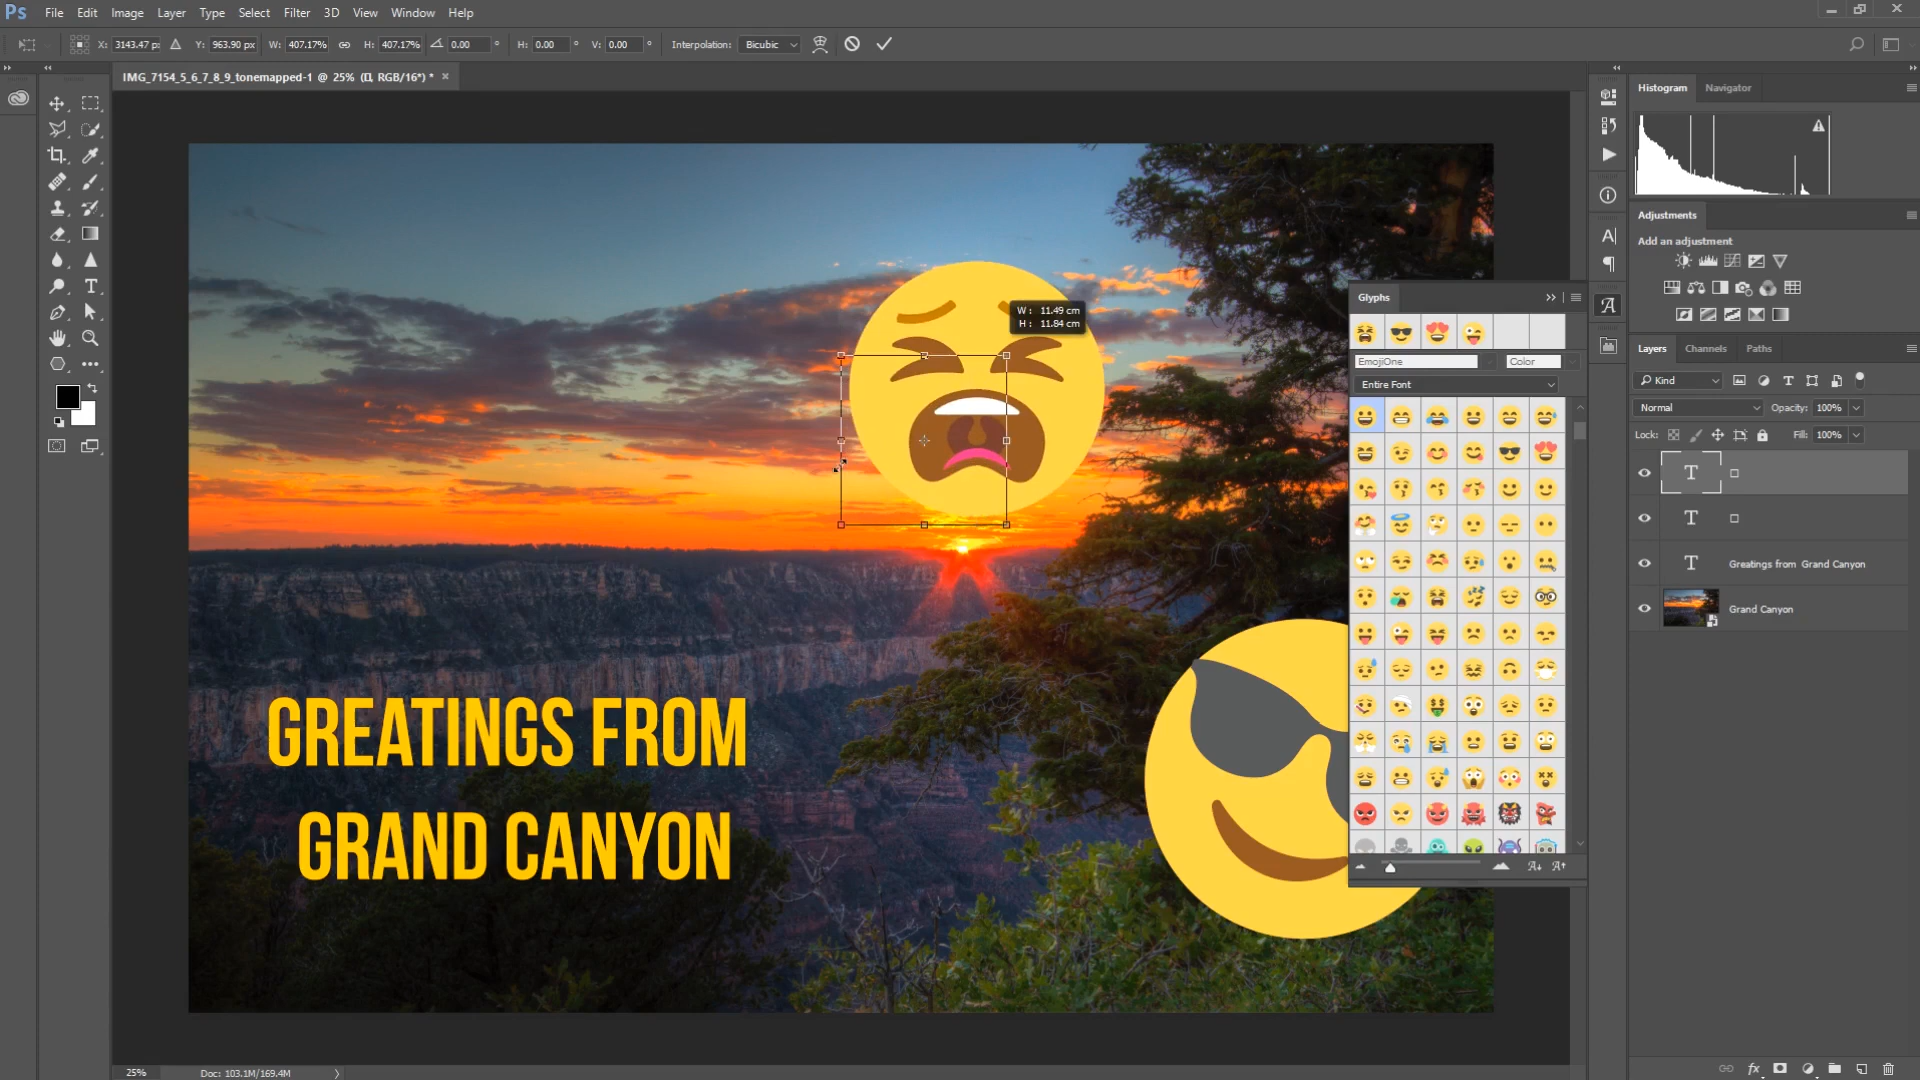 Ps File Edit Image Layer Type Select Filter 3D View Window Help
X: 3143.47 p: Y: 963.90 px W: 407.17% H: 407.17% 0.00 ° H: 0.00 ° V: 0.00 ° Interpolation: Bicubic
IMG_7154_5_6_7_8_9_tonemapped-1 @ 25% (, RGB/16*) *
Histogram Navigator
Adjustments
Add an adjustment
Layers Channels Paths
Kind
Normal Opacity: 100%
Lock: Fill: 100%
T
T
T Greatings from Grand Canyon
Grand Canyon
W: 11.49 cm
H: 11.84 cm
Glyphs
EmojiOne Color
Entire Font
GREATINGS FROM
GRAND CANYON
25% Doc: 103.1M/169.4M
fx